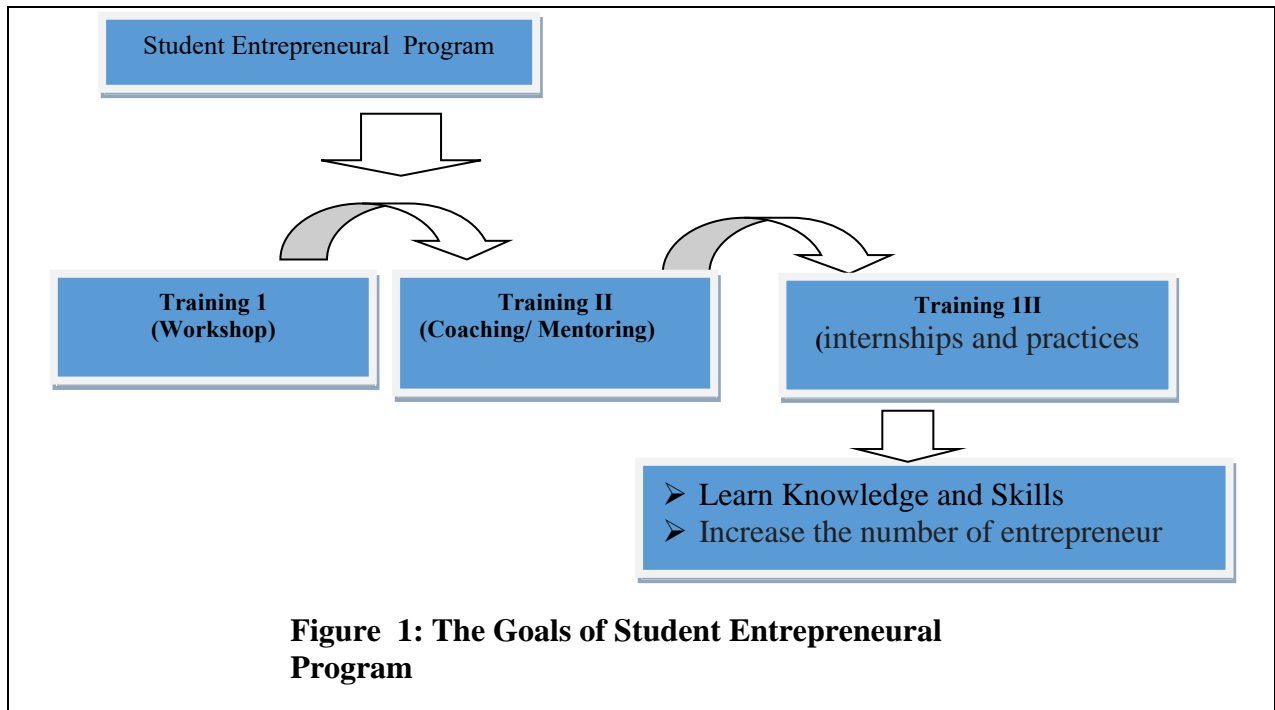 Student Entrepreneural  Program
Training 1
(Workshop)
Training II
(Coaching/ Mentoring)
Training 1II
(internships and practices
➢ Learn Knowledge and Skills
➢ Increase the number of entrepreneur
Figure  1: The Goals of Student Entrepreneural
Program